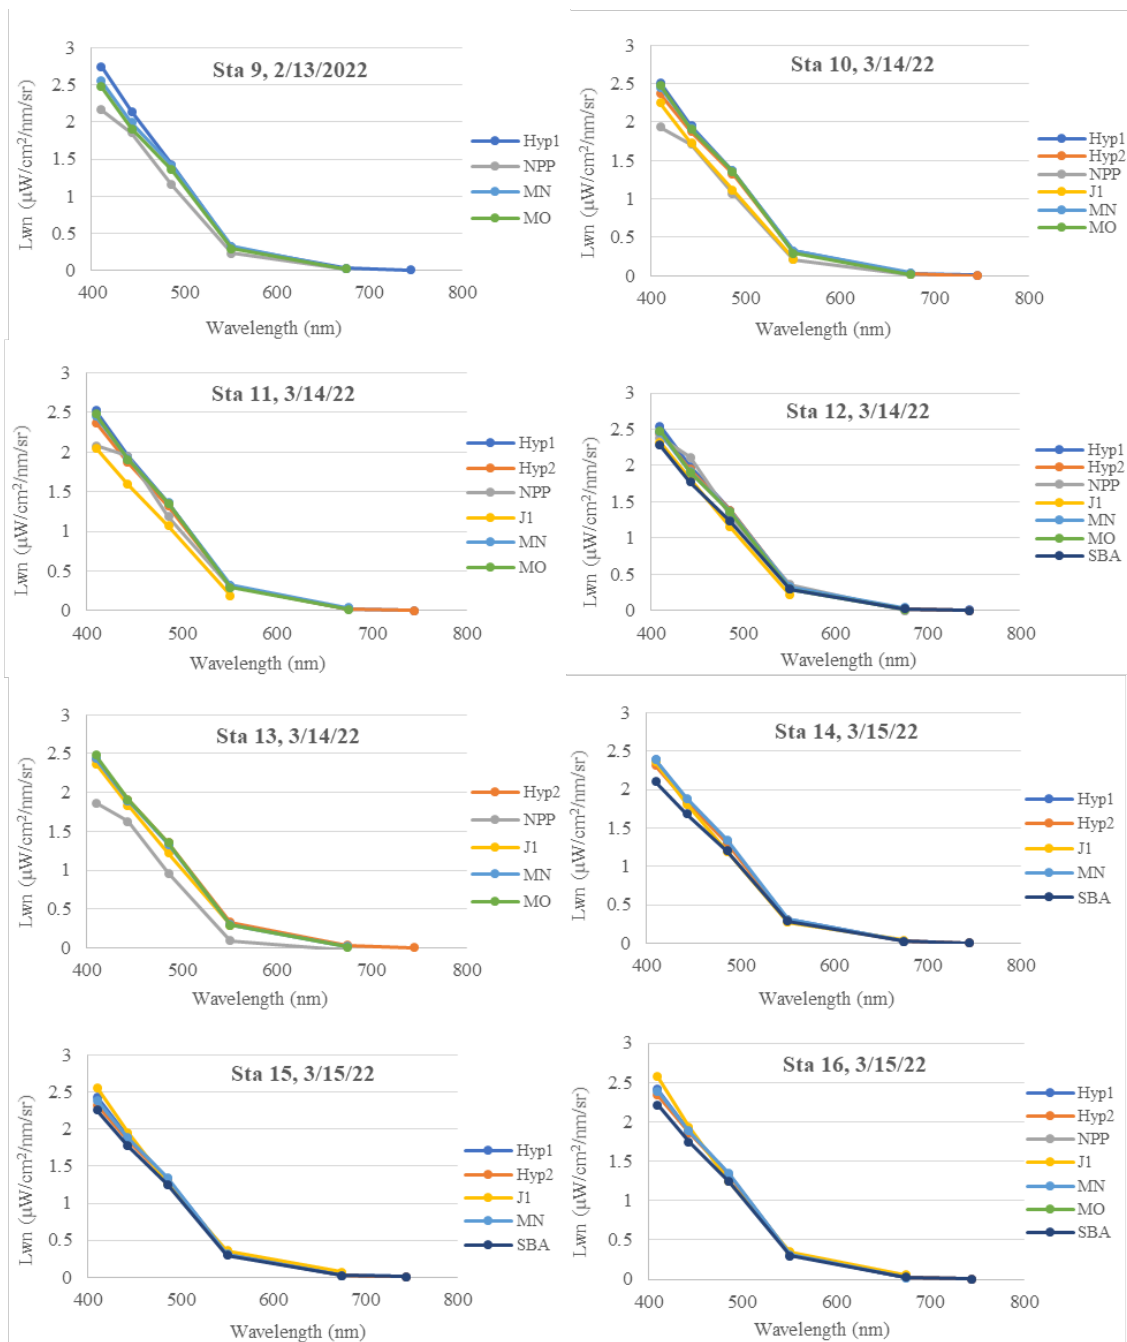 Sta 9, 2/13/2022
Lwn (µW/cm²/nm/sr)
3
2.5
2
1.5
1
0.5
0
400 500 600 700 800
Wavelength (nm)
Hyp1
NPP
MN
MO
Sta 10, 3/14/22
Lwn (µW/cm²/nm/sr)
3
2.5
2
1.5
1
0.5
0
400 500 600 700 800
Wavelength (nm)
Hyp1
Hyp2
NPP
J1
MN
MO
Sta 11, 3/14/22
Lwn (µW/cm²/nm/sr)
3
2.5
2
1.5
1
0.5
0
400 500 600 700 800
Wavelength (nm)
Hyp1
Hyp2
NPP
J1
MN
MO
Sta 12, 3/14/22
Lwn (µW/cm²/nm/sr)
3
2.5
2
1.5
1
0.5
0
400 500 600 700 800
Wavelength (nm)
Hyp1
Hyp2
NPP
J1
MN
MO
SBA
Sta 13, 3/14/22
Lwn (µW/cm²/nm/sr)
3
2.5
2
1.5
1
0.5
0
400 500 600 700 800
Wavelength (nm)
Hyp2
NPP
J1
MN
MO
Sta 14, 3/15/22
Lwn (µW/cm²/nm/sr)
3
2.5
2
1.5
1
0.5
0
400 500 600 700 800
Wavelength (nm)
Hyp1
Hyp2
J1
MN
SBA
Sta 15, 3/15/22
Lwn (µW/cm²/nm/sr)
3
2.5
2
1.5
1
0.5
0
400 500 600 700 800
Wavelength (nm)
Hyp1
Hyp2
J1
MN
SBA
Sta 16, 3/15/22
Lwn (µW/cm²/nm/sr)
3
2.5
2
1.5
1
0.5
0
400 500 600 700 800
Wavelength (nm)
Hyp1
Hyp2
NPP
J1
MN
MO
SBA